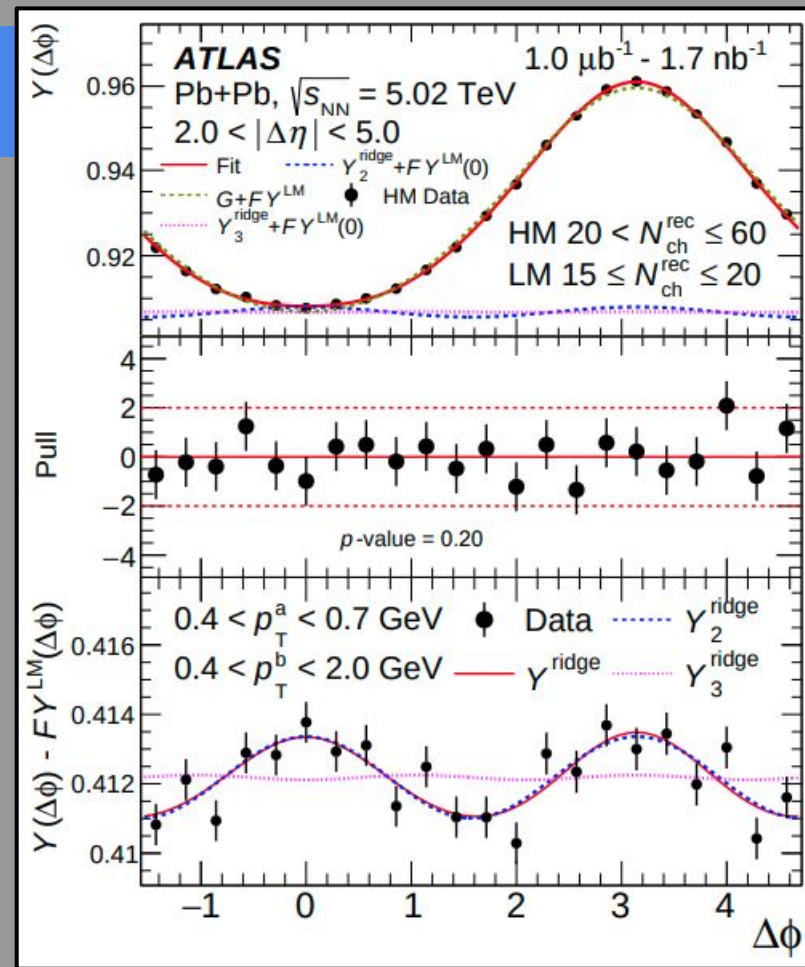 ATLAS 1.0 μb⁻¹ - 1.7 nb⁻¹
Pb+Pb, √s_NN = 5.02 TeV
2.0 < |Δη| < 5.0
Fit Y₂^ridge + FY^LM(0)
G + FY^LM HM Data
Y₃^ridge + FY^LM(0)
HM 20 < N_ch^rec ≤ 60
LM 15 ≤ N_ch^rec ≤ 20
Y(Δϕ)
0.96
0.94
0.92
Pull
4
2
0
−2
−4
p-value = 0.20
0.4 < p_T^a < 0.7 GeV Data Y₂^ridge
0.4 < p_T^b < 2.0 GeV Y^ridge Y₃^ridge
Y(Δϕ) - FY^LM(Δϕ)
0.416
0.414
0.412
0.41
−1 0 1 2 3 4
Δϕ